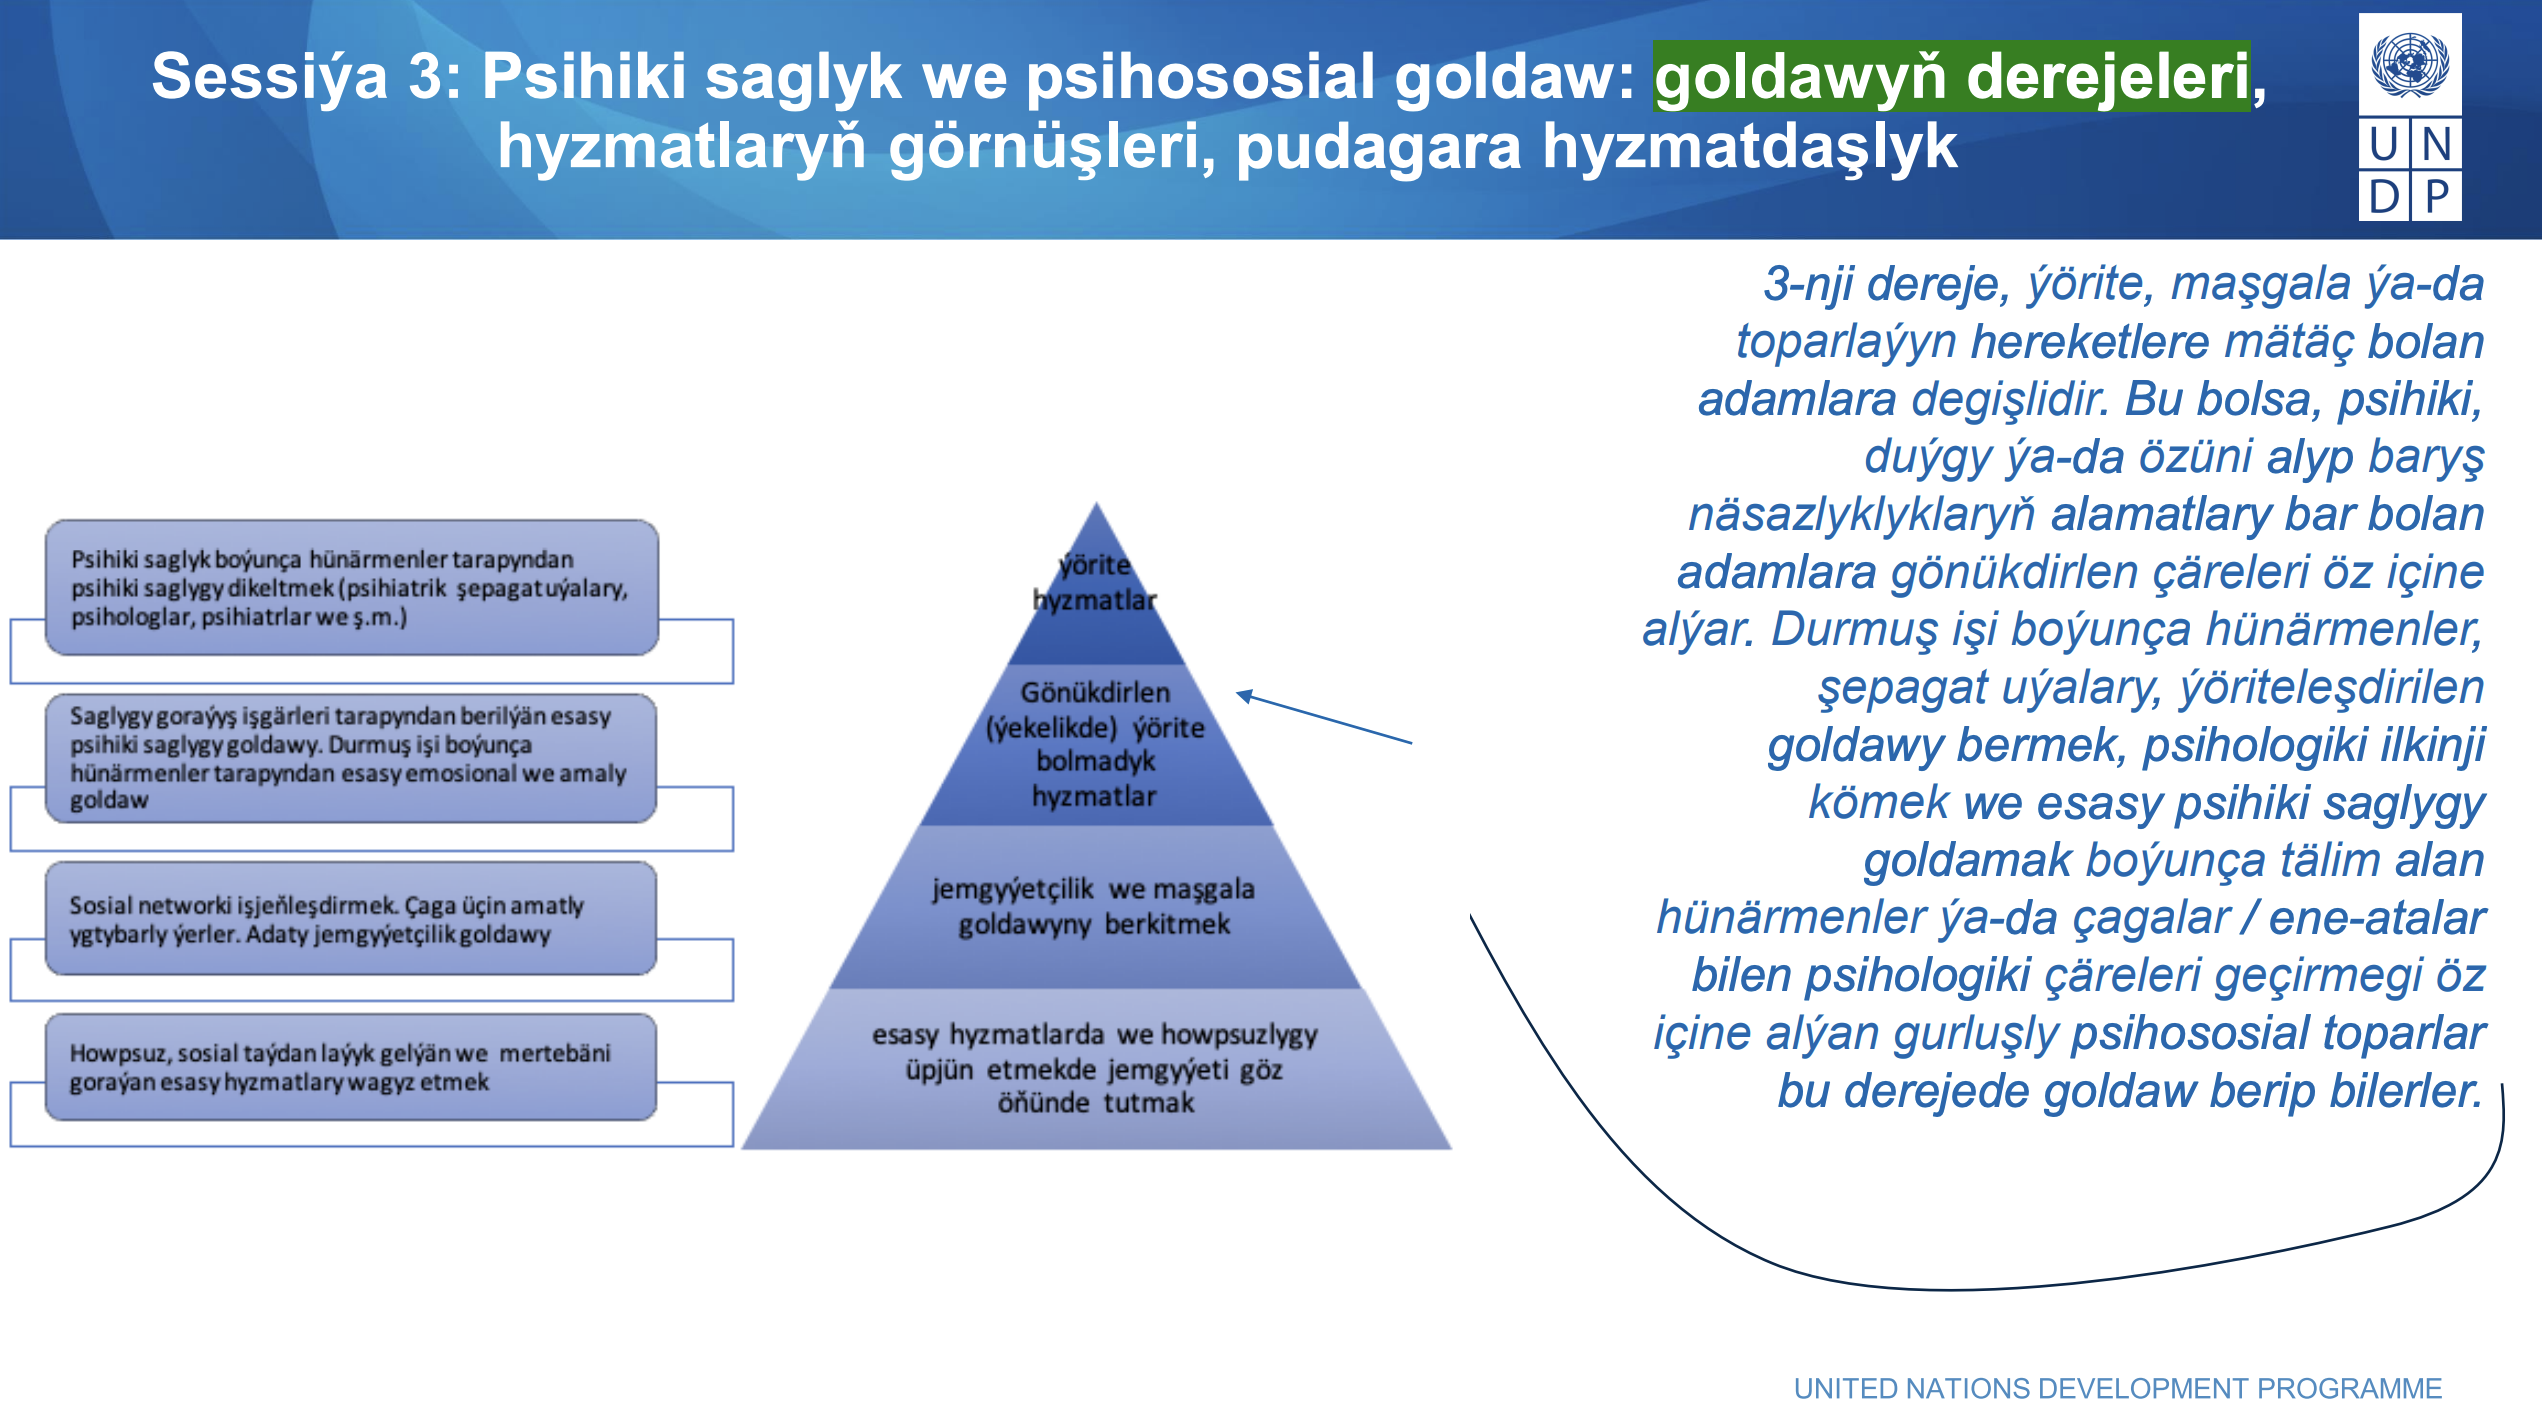 Sessiýa 3: Psihiki saglyk we psihososial goldaw: goldawyň derejeleri,
hyzmatlaryň görnüşleri, pudagara hyzmatdaşlyk
U N
D P
Psihiki saglyk boýunça hünärmenler tarapyndan
psihiki saglygy dikeltmek (psihiatrik şepagat uýalary,
psihologlar, psihiatrlar we ş.m.)
Saglygy goraýyş işgärleri tarapyndan berilýän esasy
psihiki saglygy goldawy. Durmuş işi boýunça
hünärmenler tarapyndan esasy emosional we amaly
goldaw
Sosial networki işjeňleşdirmek. Çaga üçin amatly
ygtybarly ýerler. Adaty jemgyýetçilik goldawy
Howpsuz, sosial taýdan laýyk gelýän we mertebäni
goraýan esasy hyzmatlary wagyz etmek
ýörite
hyzmatlar
Gönükdirlen
(ýekelikde) ýörite
bolmadyk
hyzmatlar
jemgyýetçilik we maşgala
goldawyny berkitmek
esasy hyzmatlarda we howpsuzlygy
üpjün etmekde jemgyýeti göz
öňünde tutmak
3-nji dereje, ýörite, maşgala ýa-da
toparlaýyn hereketlere mätäç bolan
adamlara degişlidir. Bu bolsa, psihiki,
duýgy ýa-da özüni alyp baryş
näsazlyklyklaryň alamatlary bar bolan
adamlara gönükdirlen çäreleri öz içine
alýar. Durmuş işi boýunça hünärmenler,
şepagat uýalary, ýöriteleşdirilen
goldawy bermek, psihologiki ilkinji
kömek we esasy psihiki saglygy
goldamak boýunça tälim alan
hünärmenler ýa-da çagalar / ene-atalar
bilen psihologiki çäreleri geçirmegi öz
içine alýan gurluşly psihososial toparlar
bu derejede goldaw berip bilerler.
UNITED NATIONS DEVELOPMENT PROGRAMME